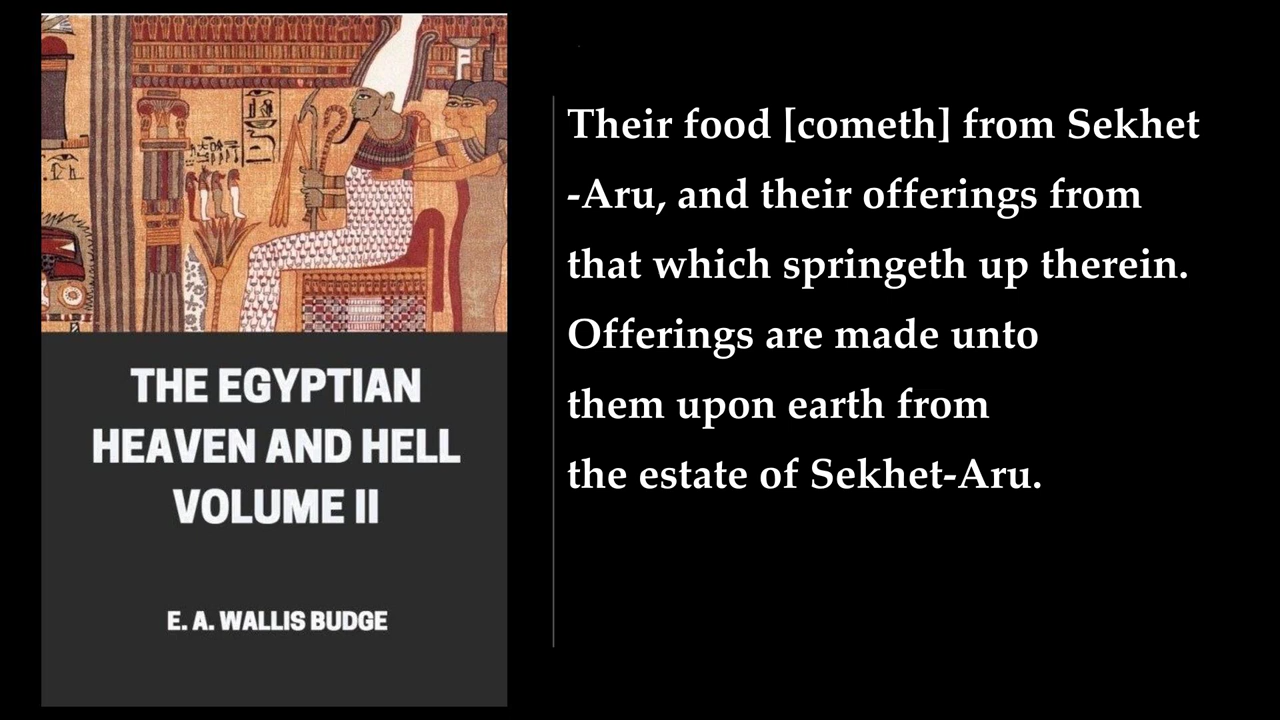 THE EGYPTIAN
HEAVEN AND HELL
VOLUME II
E. A. WALLIS BUDGE
Their food [cometh] from Sekhet
-Aru, and their offerings from
that which springeth up therein.
Offerings are made unto
them upon earth from
the estate of Sekhet-Aru.